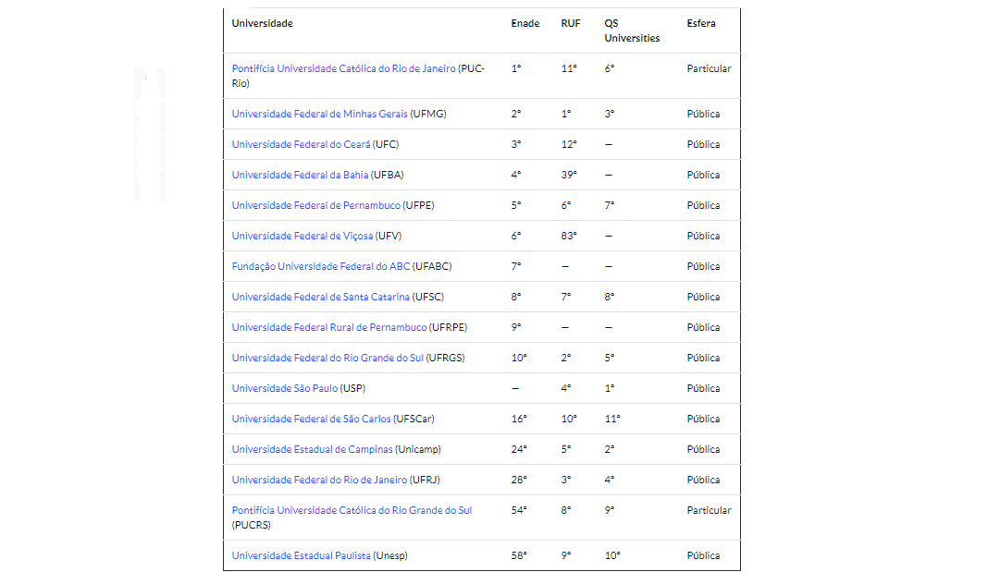 Universidade Enade RUF QS Universities Esfera
Pontifícia Universidade Católica do Rio de Janeiro (PUC-Rio) 1° 11° 6° Particular
Universidade Federal de Minhas Gerais (UFMG) 2° 1° 3° Pública
Universidade Federal do Ceará (UFC) 3° 12° — Pública
Universidade Federal da Bahia (UFBA) 4° 39° — Pública
Universidade Federal de Pernambuco (UFPE) 5° 6° 7° Pública
Universidade Federal de Viçosa (UFV) 6° 83° — Pública
Fundação Universidade Federal do ABC (UFABC) 7° — — Pública
Universidade Federal de Santa Catarina (UFSC) 8° 7° 8° Pública
Universidade Federal Rural de Pernambuco (UFRPE) 9° — — Pública
Universidade Federal do Rio Grande do Sul (UFRGS) 10° 2° 5° Pública
Universidade São Paulo (USP) — 4° 1° Pública
Universidade Federal de São Carlos (UFSCar) 16° 10° 11° Pública
Universidade Estadual de Campinas (Unicamp) 24° 5° 2° Pública
Universidade Federal do Rio de Janeiro (UFRJ) 28° 3° 4° Pública
Pontifícia Universidade Católica do Rio Grande do Sul (PUCRS) 54° 8° 9° Particular
Universidade Estadual Paulista (Unesp) 58° 9° 10° Pública